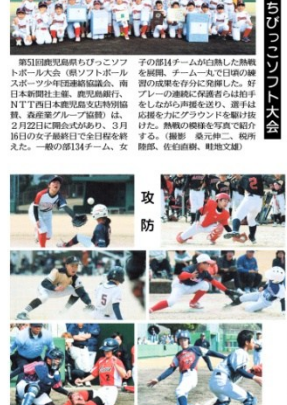 ちびっこソフト大会
第51回鹿児島県ちびっこソフ
トボール大会（県ソフトボール
スポーツ少年団連絡協議会、南
日本新聞社主催、鹿児島銀行、
NTT西日本鹿児島支店特別協
賛、森産業グループ協賛）は、
2月22日に開会式があり、3月
16日の女子最終日で全日程を終
えた。一般の部134チーム、女
子の部14チームが白熱した熱戦
を展開、チーム一丸で日頃の練
習の成果を存分に発揮した。好
プレーの連続に保護者らは拍手
をしながら声援を送り、選手は
応援を力にグラウンドを駆け抜
けた。熱戦の模様を写真で紹介
する。（撮影　桑元伸二、税所
陸郎、佐伯直樹、畦地文雄）
攻防
5